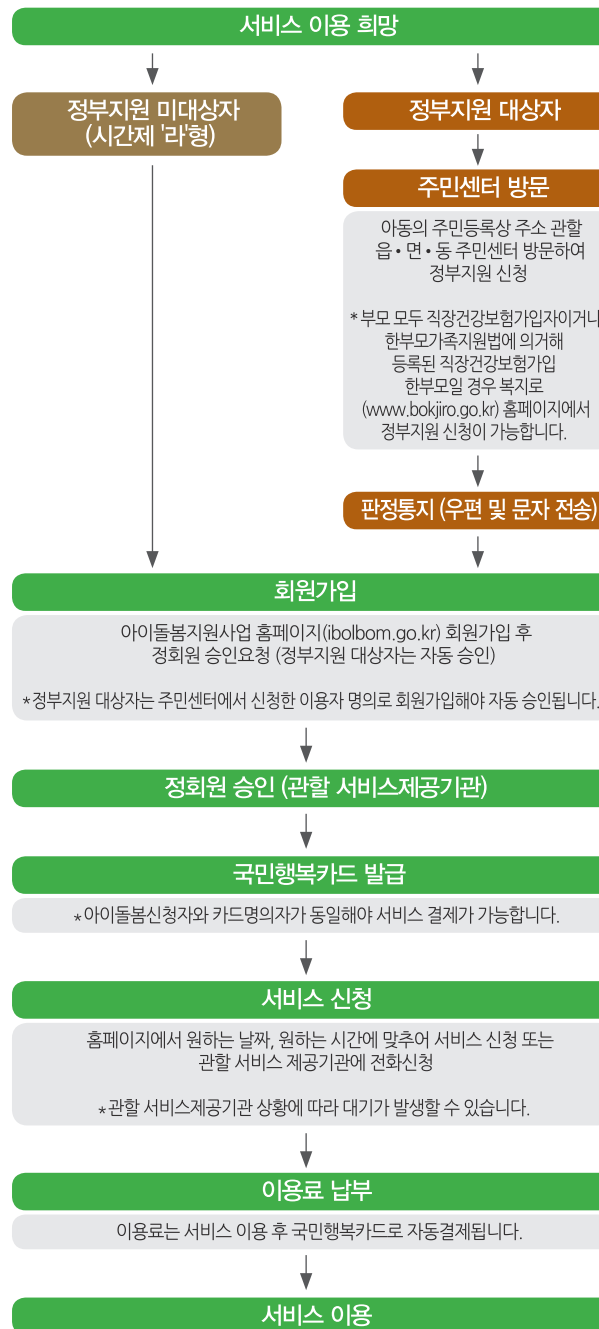 서비스 이용 희망
정부지원 미대상자
(시간제 '라'형)
정부지원 대상자
주민센터 방문
아동의 주민등록상 주소 관할
읍・면・동 주민센터 방문하여
정부지원 신청
*부모 모두 직장건강보험가입자이거나
한부모가족지원법에 의거해
등록된 직장건강보험가입
한부모일 경우 복지로
(www.bokjiro.go.kr) 홈페이지에서
정부지원 신청이 가능합니다.
판정통지 (우편 및 문자 전송)
회원가입
아이돌봄지원사업 홈페이지(ibolbom.go.kr) 회원가입 후
정회원 승인요청 (정부지원 대상자는 자동 승인)
*정부지원 대상자는 주민센터에서 신청한 이용자 명의로 회원가입해야 자동 승인됩니다.
정회원 승인 (관할 서비스제공기관)
국민행복카드 발급
*아이돌봄신청자와 카드명의자가 동일해야 서비스 결제가 가능합니다.
서비스 신청
홈페이지에서 원하는 날짜, 원하는 시간에 맞추어 서비스 신청 또는
관할 서비스 제공기관에 전화신청
*관할 서비스제공기관 상황에 따라 대기가 발생할 수 있습니다.
이용료 납부
이용료는 서비스 이용 후 국민행복카드로 자동결제됩니다.
서비스 이용